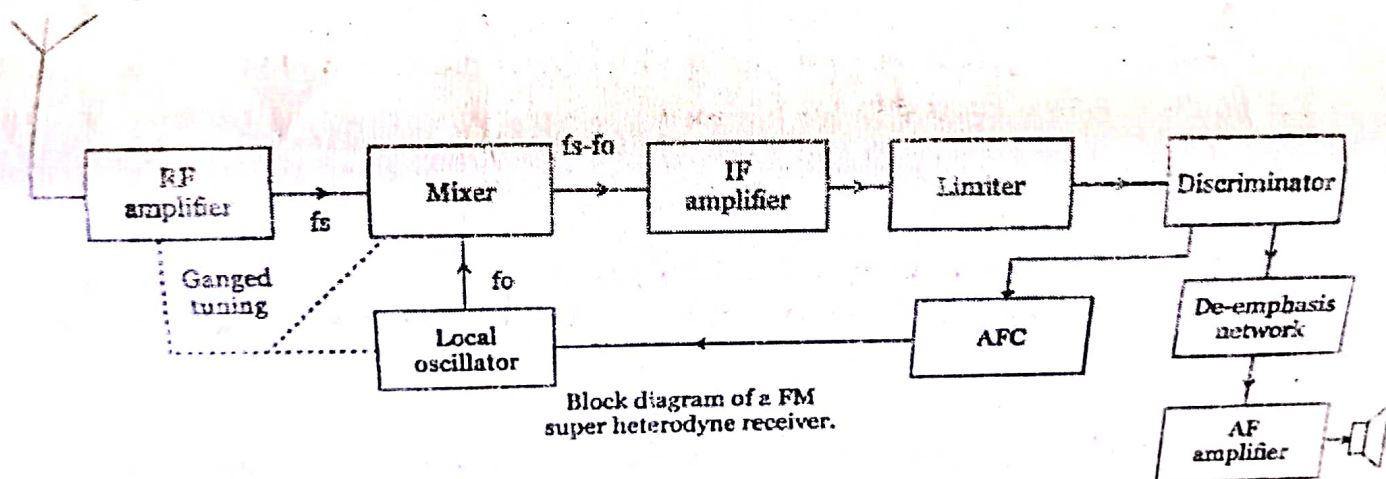 RF
amplifier
fs
Mixer
fs-fo
IF
amplifier
Limiter
Discriminator
Ganged
tuning
fo
Local
oscillator
AFC
De-emphasis
network
AF
amplifier
Block diagram of a FM
super heterodyne receiver.